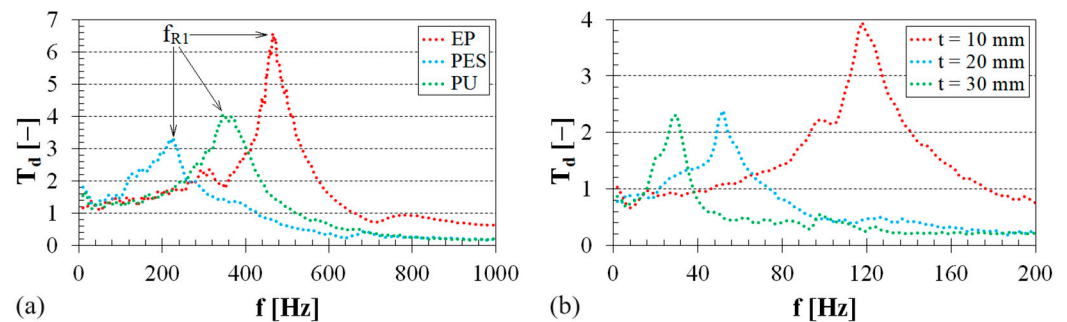 7
6
5
4
3
2
1
0
T_d [−]
f_R1
EP
PES
PU
0 200 400 600 800 1000
(a) f [Hz]
4
3
2
1
0
T_d [−]
t = 10 mm
t = 20 mm
t = 30 mm
0 40 80 120 160 200
(b) f [Hz]